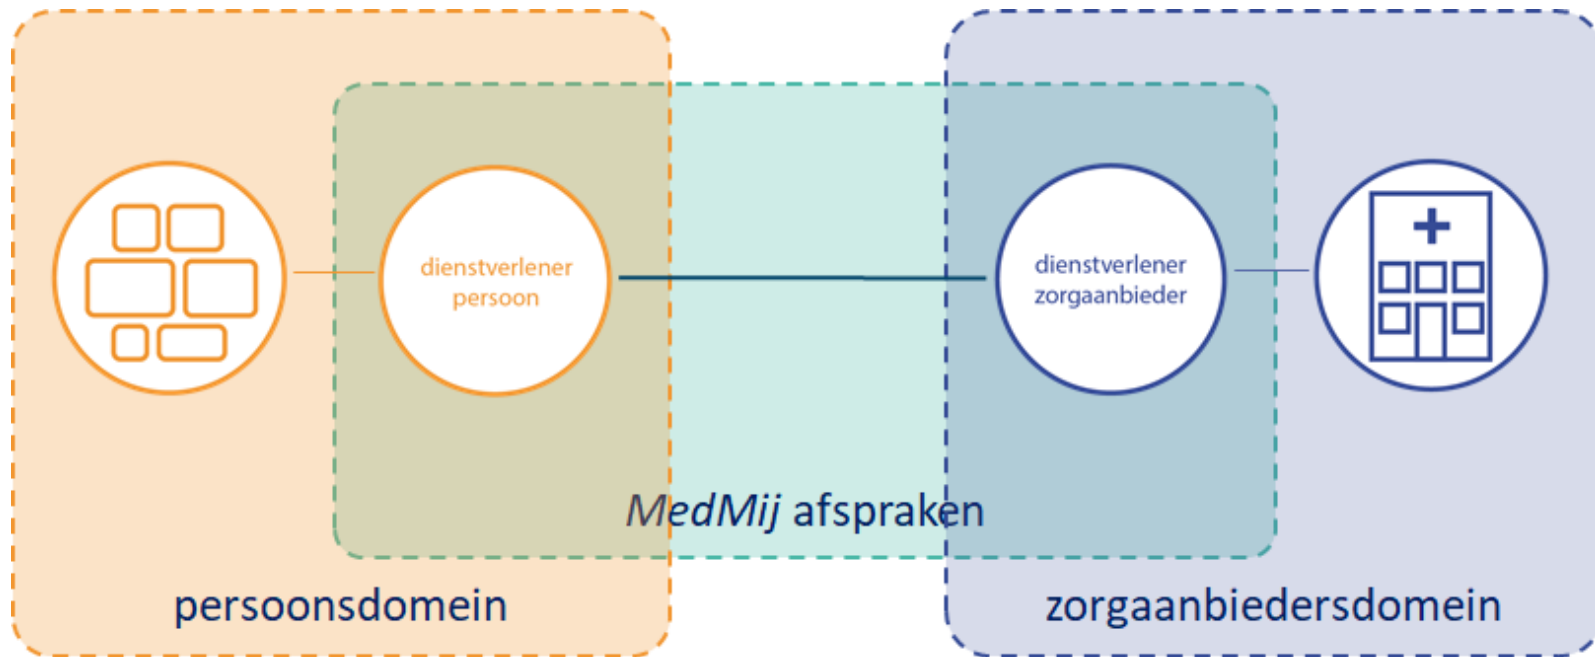 dienstverlener
persoon
dienstverlener
zorgaanbieder
MedMij afspraken
persoonsdomein
zorgaanbiedersdomein